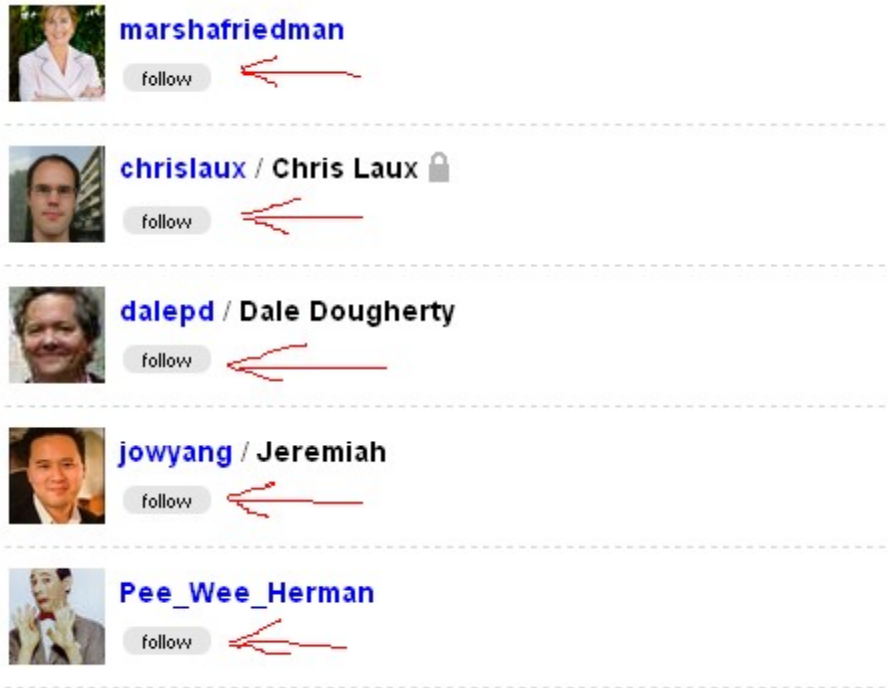 marshafriedman
follow
chrislaux / Chris Laux
follow
dalepd / Dale Dougherty
follow
jowyang / Jeremiah
follow
Pee_Wee_Herman
follow